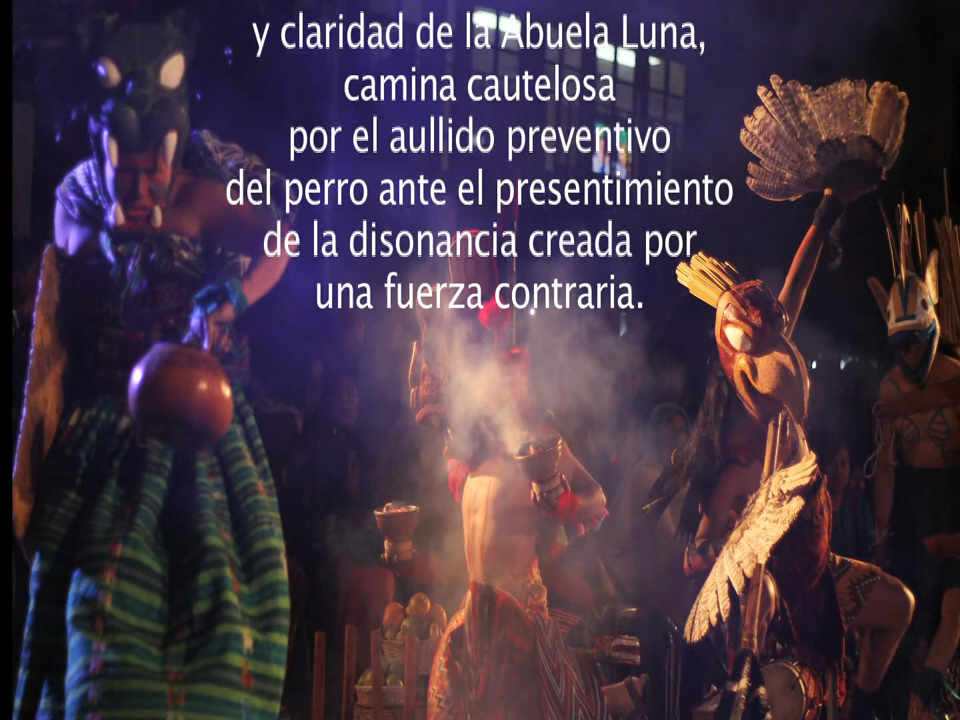 y claridad de la Abuela Luna,
camina cautelosa
por el aullido preventivo
del perro ante el presentimiento
de la disonancia creada por
una fuerza contraria.